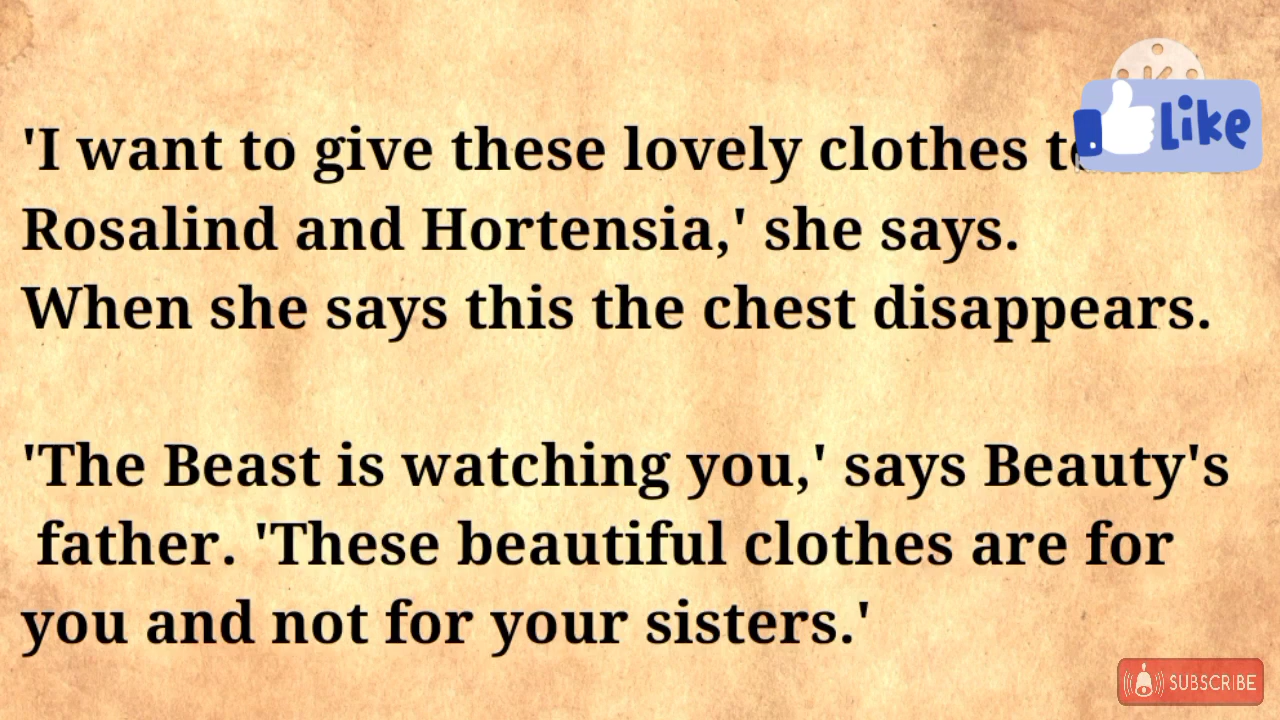 'I want to give these lovely clothes
Like
Rosalind and Hortensia,' she says.
When she says this the chest disappears.
'The Beast is watching you,' says Beauty's
father. 'These beautiful clothes are for
you and not for your sisters.'
SUBSCRIBE